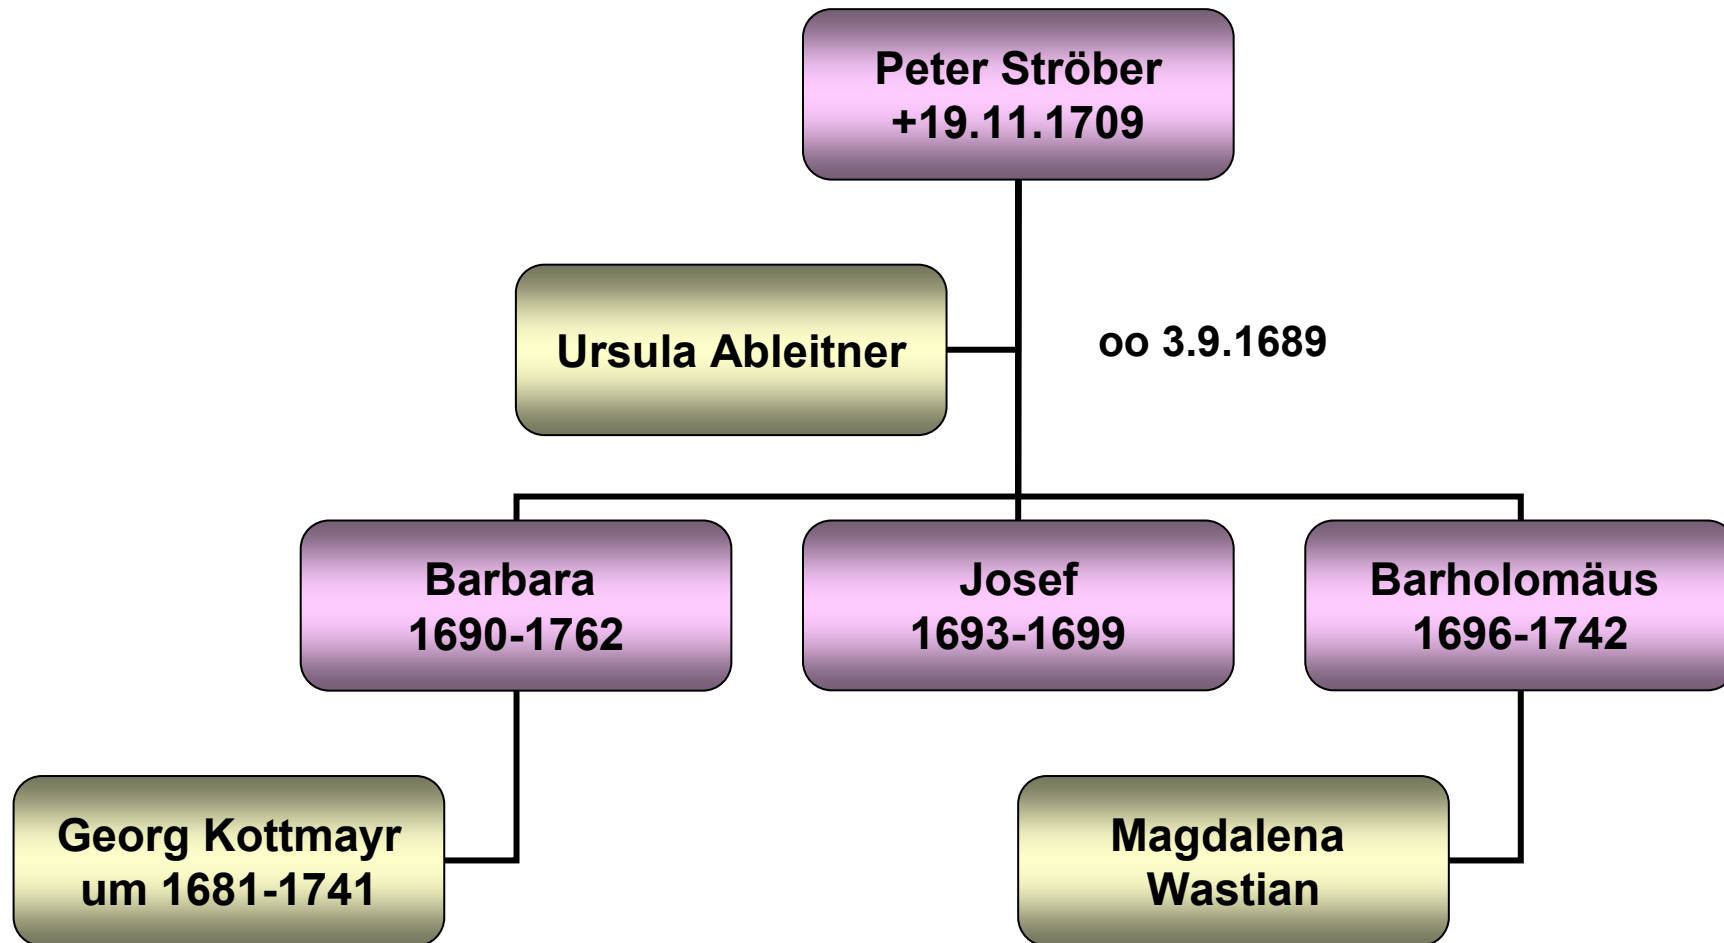 Peter Ströber
+19.11.1709
Ursula Ableitner
oo 3.9.1689
Barbara
1690-1762
Josef
1693-1699
Barholomäus
1696-1742
Georg Kottmayr
um 1681-1741
Magdalena
Wastian